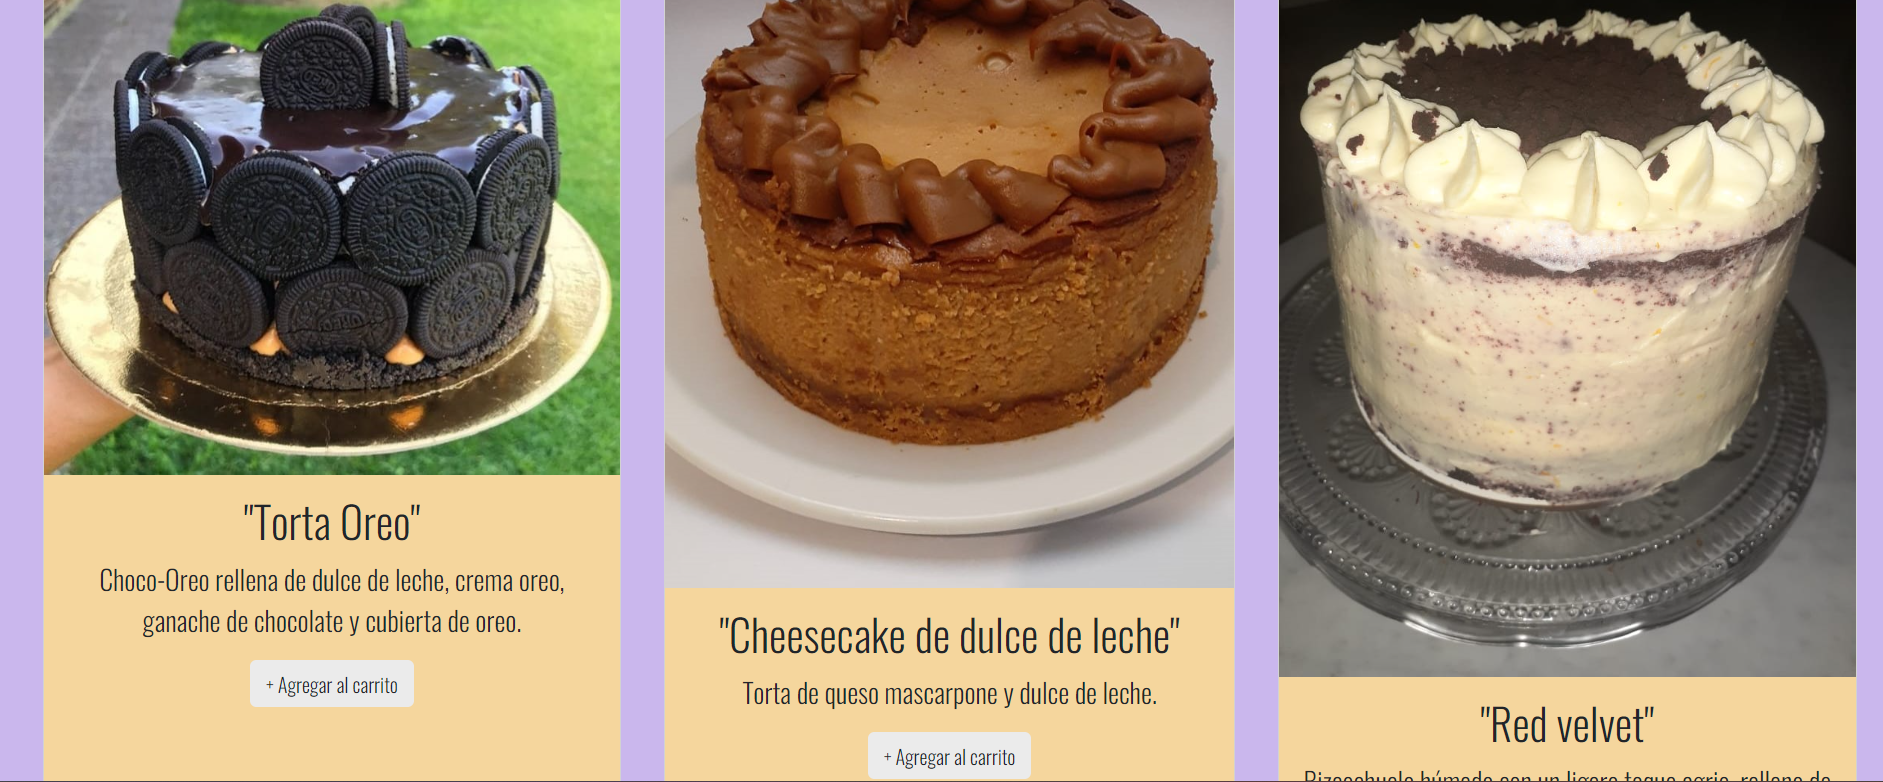 "Torta Oreo"
Choco-Oreo rellena de dulce de leche, crema oreo,
ganache de chocolate y cubierta de oreo.
+ Agregar al carrito
"Cheesecake de dulce de leche"
Torta de queso mascarpone y dulce de leche.
+ Agregar al carrito
"Red velvet"
Bizcochuelo húmedo con un ligero toque agrio, relleno de